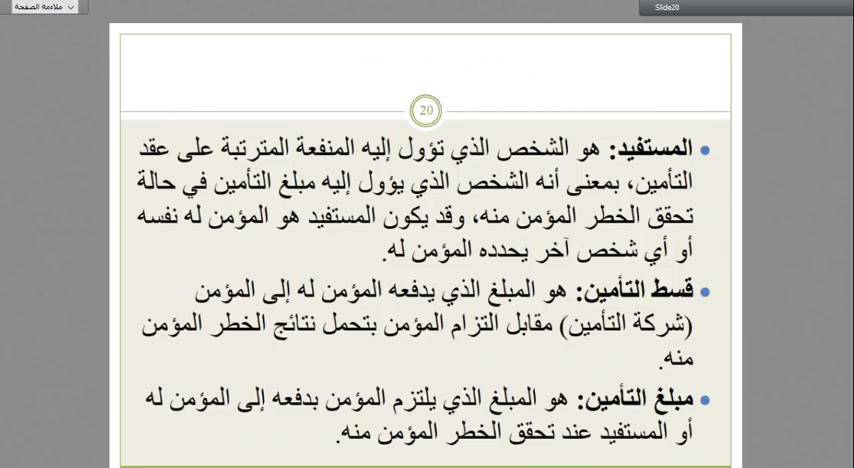 ملاءمة الصفحة
Slide20
20
المستفيد: هو الشخص الذي تؤول إليه المنفعة المترتبة على عقد
التأمين، بمعنى أنه الشخص الذي يؤول إليه مبلغ التأمين في حالة
تحقق الخطر المؤمن منه، وقد يكون المستفيد هو المؤمن له نفسه
أو أي شخص آخر يحدده المؤمن له.
قسط التأمين: هو المبلغ الذي يدفعه المؤمن له إلى المؤمن
(شركة التأمين) مقابل التزام المؤمن بتحمل نتائج الخطر المؤمن
منه.
مبلغ التأمين: هو المبلغ الذي يلتزم المؤمن بدفعه إلى المؤمن له
أو المستفيد عند تحقق الخطر المؤمن منه.